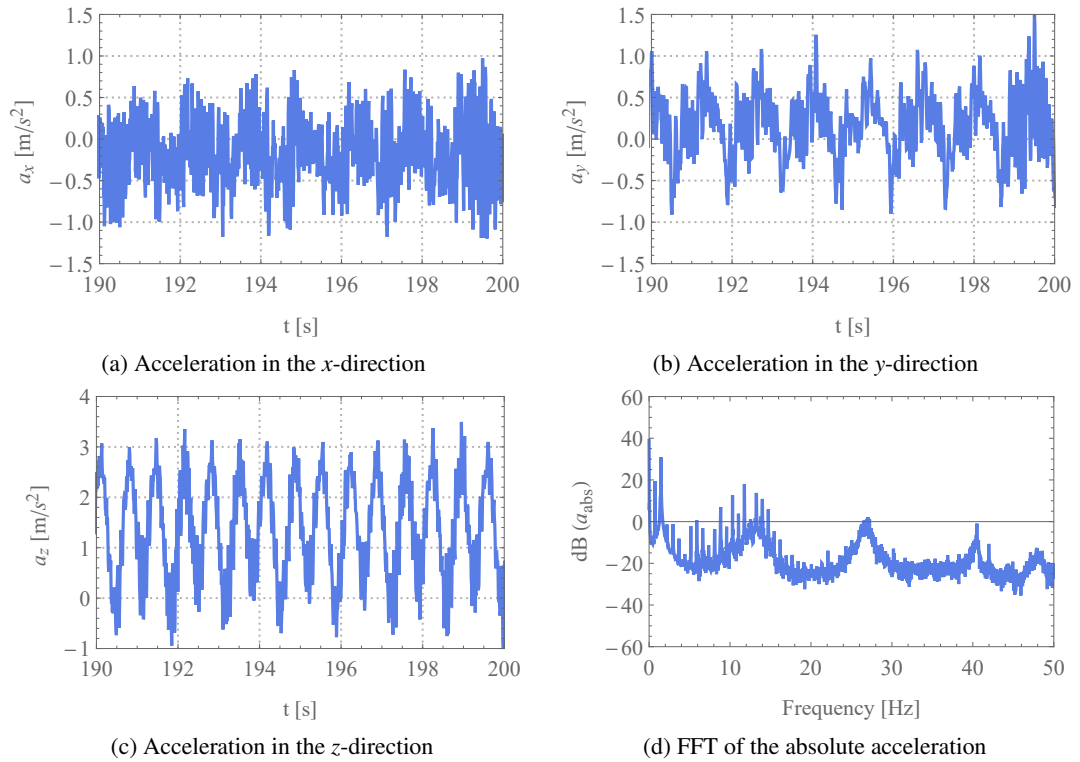 1.5
1.0
0.5
0.0
−0.5
−1.0
−1.5
190 192 194 196 198 200
a_x [m/s²]
t [s]
(a) Acceleration in the x-direction
1.5
1.0
0.5
0.0
−0.5
−1.0
−1.5
190 192 194 196 198 200
a_y [m/s²]
t [s]
(b) Acceleration in the y-direction
4
3
2
1
0
−1
190 192 194 196 198 200
a_z [m/s²]
t [s]
(c) Acceleration in the z-direction
60
40
20
0
−20
−40
−60
0 10 20 30 40 50
dB (a_abs)
Frequency [Hz]
(d) FFT of the absolute acceleration